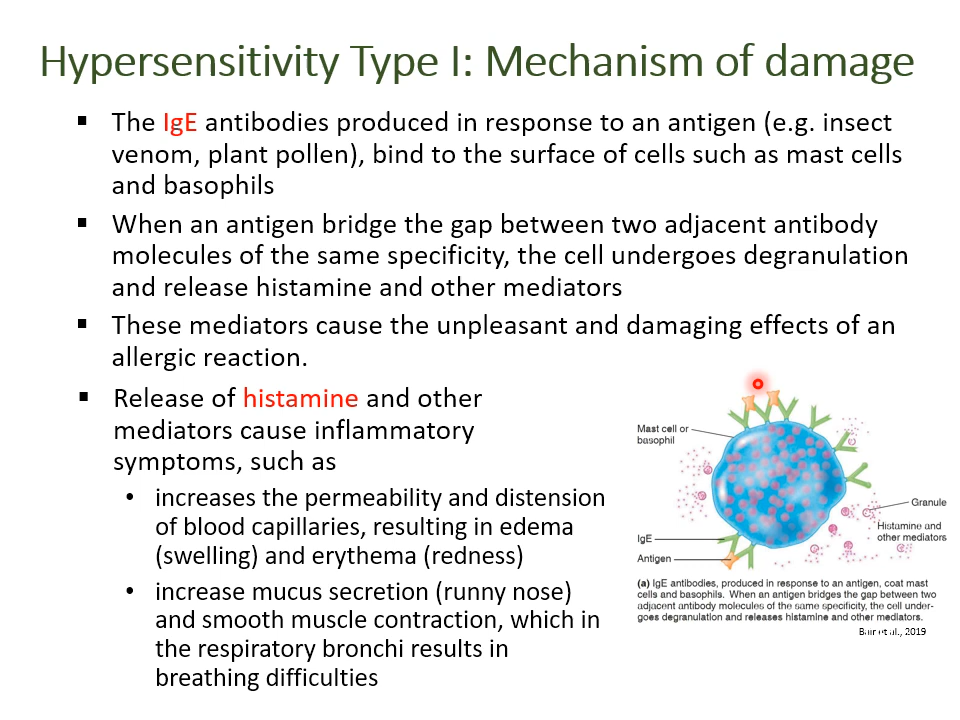 Hypersensitivity Type I: Mechanism of damage
▪ The IgE antibodies produced in response to an antigen (e.g. insect
venom, plant pollen), bind to the surface of cells such as mast cells
and basophils
▪ When an antigen bridge the gap between two adjacent antibody
molecules of the same specificity, the cell undergoes degranulation
and release histamine and other mediators
▪ These mediators cause the unpleasant and damaging effects of an
allergic reaction.
▪ Release of histamine and other
mediators cause inflammatory
symptoms, such as
• increases the permeability and distension
of blood capillaries, resulting in edema
(swelling) and erythema (redness)
• increase mucus secretion (runny nose)
and smooth muscle contraction, which in
the respiratory bronchi results in
breathing difficulties
Mast cell or
basophil
Granule
Histamine and
other mediators
IgE
Antigen
(a) IgE antibodies, produced in response to an antigen, coat mast
cells and basophils. When an antigen bridges the gap between two
adjacent antibody molecules of the same specificity, the cell under-
goes degranulation and releases histamine and other mediators.
et al., 2019